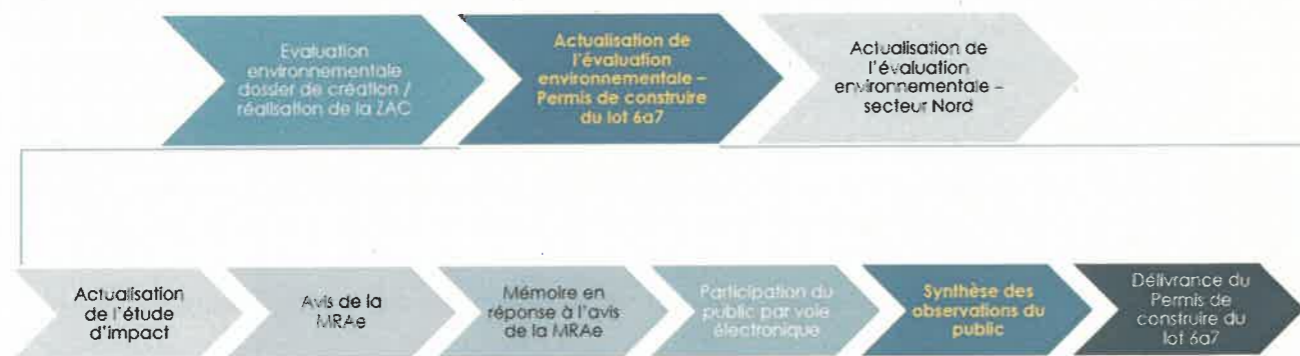 Evaluation
environnementale
dossier de création /
réalisation de la ZAC
Actualisation de
l'évaluation
environnementale –
Permis de construire
du lot 6a7
Actualisation de
l'évaluation
environnementale –
secteur Nord
Actualisation
de l'étude
d'impact
Avis de la
MRAe
Mémoire en
réponse à l'avis
de la MRAe
Participation du
public par voie
électronique
Synthèse des
observations du
public
Délivrance du
Permis de
construire du
lot 6a7